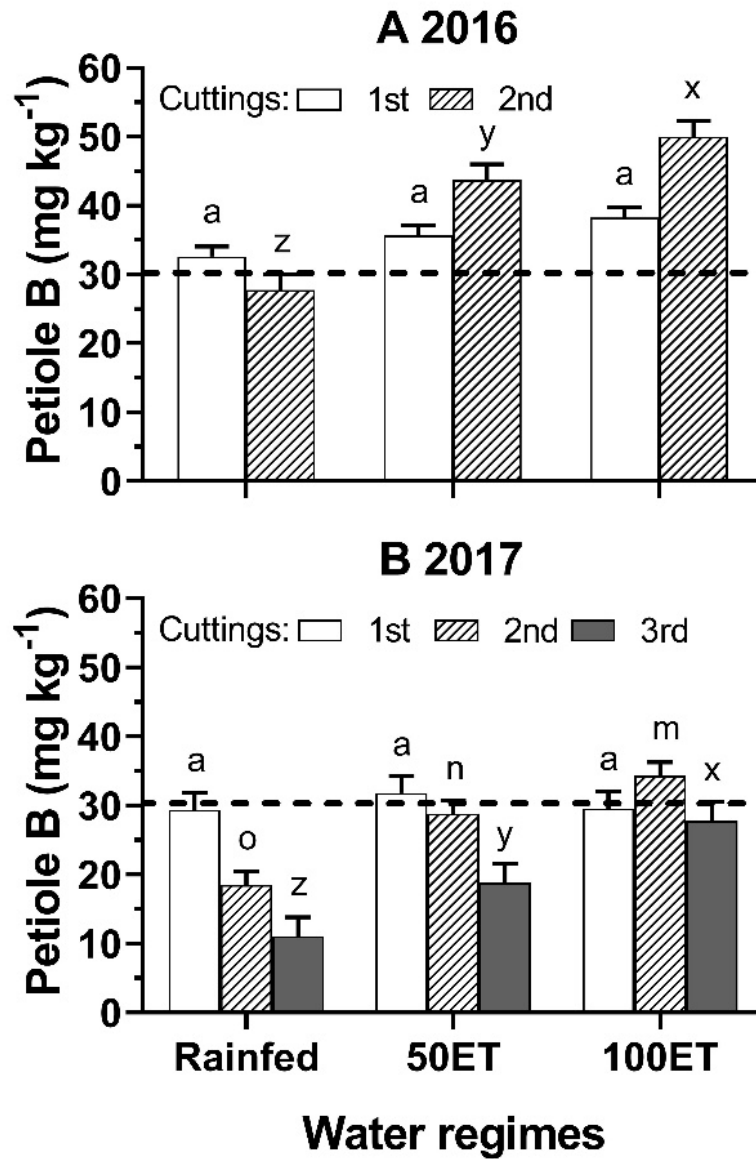 A 2016
Petiole B (mg kg⁻¹)
60
50
40
30
20
10
0
Cuttings: 1st 2nd
a
z
a
y
a
x
B 2017
Petiole B (mg kg⁻¹)
60
50
40
30
20
10
0
Cuttings: 1st 2nd 3rd
a
o
z
a
n
y
a
m
x
Rainfed 50ET 100ET
Water regimes